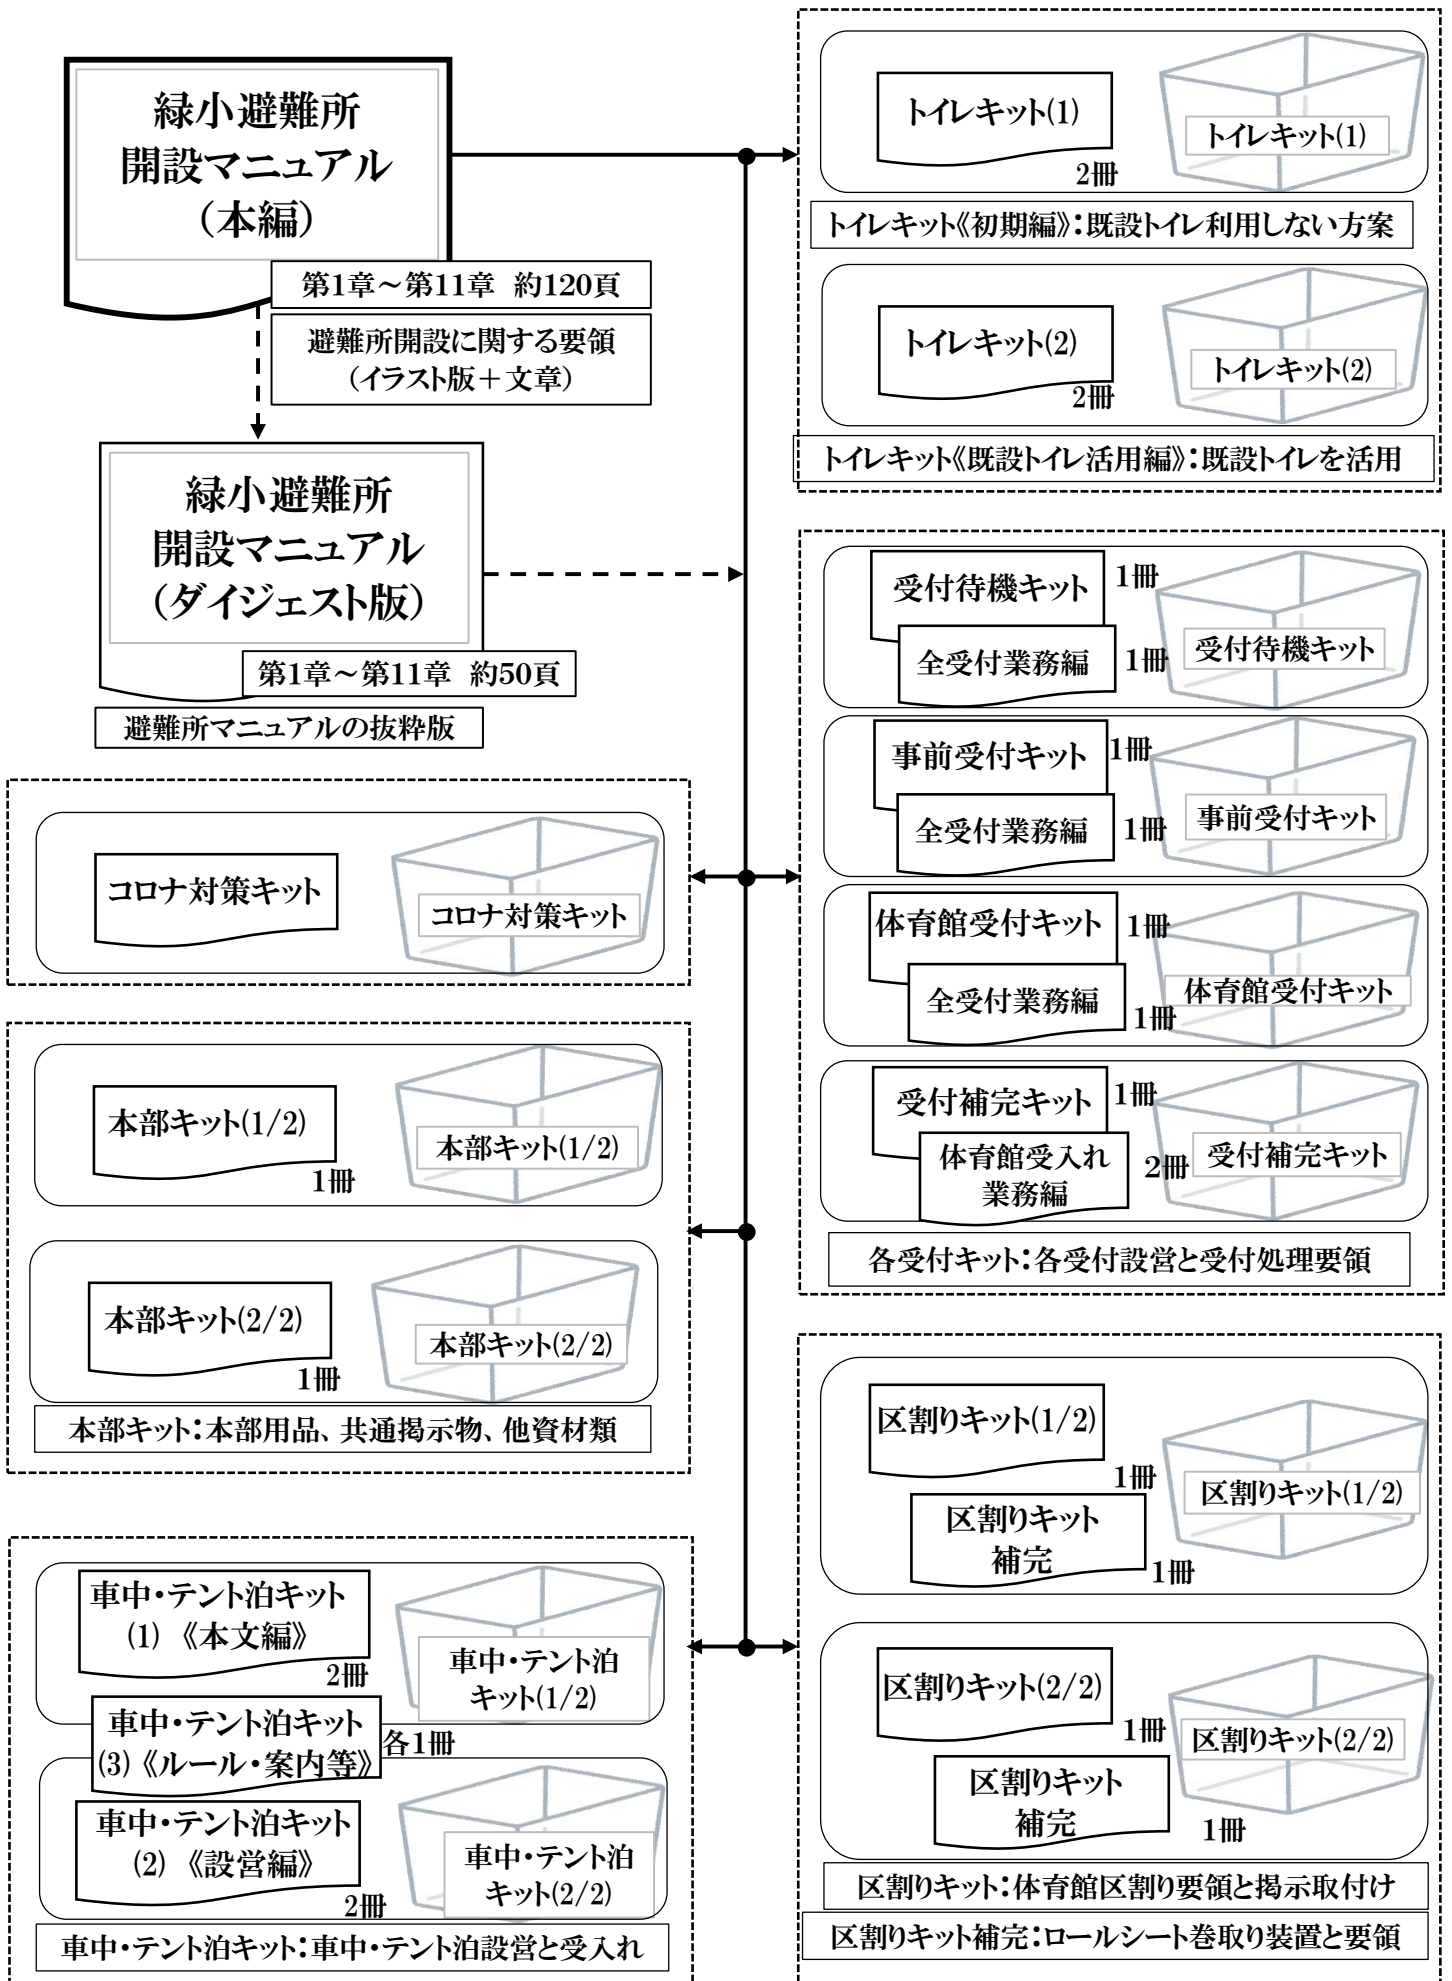 緑小避難所
開設マニュアル
（本編）
第1章～第11章 約120頁
避難所開設に関する要領
（イラスト版＋文章）
緑小避難所
開設マニュアル
（ダイジェスト版）
第1章～第11章 約50頁
避難所マニュアルの抜粋版
コロナ対策キット
コロナ対策キット
本部キット(1/2)
1冊
本部キット(1/2)
本部キット(2/2)
1冊
本部キット(2/2)
本部キット：本部用品、共通掲示物、他資材類
車中・テント泊キット
(1)《本文編》
2冊
車中・テント泊
キット(1/2)
車中・テント泊キット
(3)《ルール・案内等》
各1冊
車中・テント泊キット
(2)《設営編》
2冊
車中・テント泊
キット(2/2)
車中・テント泊キット：車中・テント泊設営と受入れ
トイレキット(1)
2冊
トイレキット(1)
トイレキット《初期編》：既設トイレ利用しない方案
トイレキット(2)
2冊
トイレキット(2)
トイレキット《既設トイレ活用編》：既設トイレを活用
受付待機キット
1冊
全受付業務編
1冊
受付待機キット
事前受付キット
1冊
全受付業務編
1冊
事前受付キット
体育館受付キット
1冊
全受付業務編
1冊
体育館受付キット
受付補完キット
1冊
体育館受入れ
業務編
2冊
受付補完キット
各受付キット：各受付設営と受付処理要領
区割りキット(1/2)
1冊
区割りキット
補完
1冊
区割りキット(1/2)
区割りキット(2/2)
1冊
区割りキット
補完
1冊
区割りキット(2/2)
区割りキット：体育館区割り要領と掲示取付け
区割りキット補完：ロールシート巻取り装置と要領